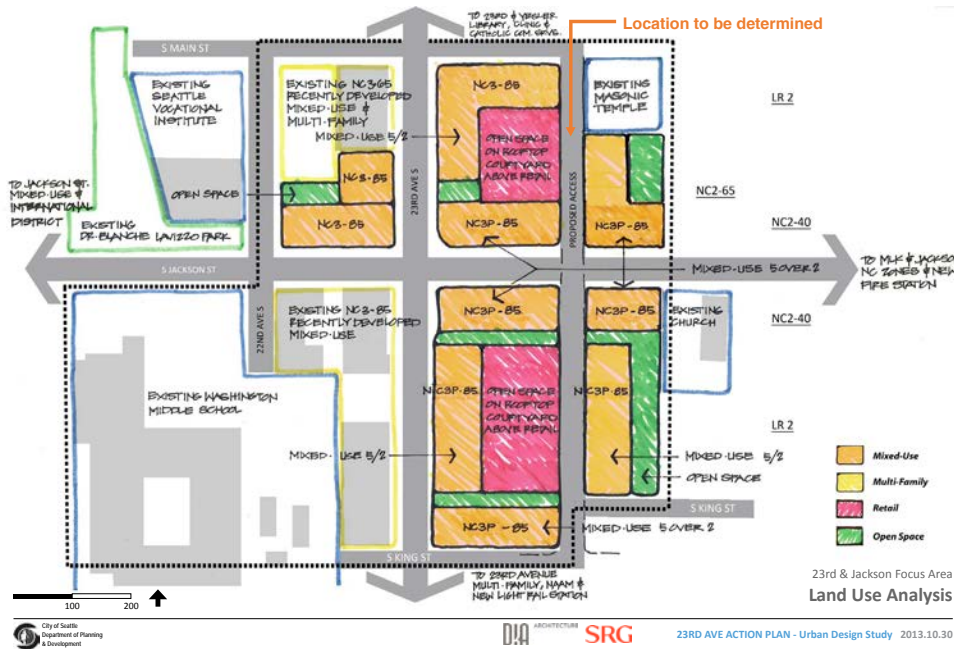 TO 23RD & YESLER
LIBRARY, CLINIC &
CATHOLIC COM. SRVC.
Location to be determined
S MAIN ST
EXISTING
SEATTLE
VOCATIONAL
INSTITUTE
EXISTING NC3-65
RECENTLY DEVELOPED
MIXED-USE &
MULTI-FAMILY
MIXED-USE 5/2
NC3-85
EXISTING
MASONIC
TEMPLE
LR 2
OPEN SPACE
ON ROOFTOP
COURTYARD
ABOVE RETAIL
NC3-85
OPEN SPACE
23RD AVE S
PROPOSED ACCESS
NC2-65
TO JACKSON ST.
MIXED-USE &
INTERNATIONAL
DISTRICT
EXISTING
DR. BLANCHE LAVIZZO PARK
NC3-85
NC3P-85
NC3P-85
NC2-40
S JACKSON ST
MIXED-USE 5 OVER 2
TO MLK & JACKSON
NC ZONES & NEW
FIRE STATION
22ND AVE S
EXISTING NC3-85
RECENTLY DEVELOPED
MIXED-USE
NC3P-85
NC3P-85
EXISTING
CHURCH
NC2-40
EXISTING WASHINGTON
MIDDLE SCHOOL
NC3P-85
OPEN SPACE
ON ROOFTOP
COURTYARD
ABOVE RETAIL
NC3P-85
LR 2
MIXED-USE 5/2
MIXED-USE 5/2
OPEN SPACE
Mixed-Use
Multi-Family
Retail
Open Space
S KING ST
NC3P-85
MIXED-USE 5 OVER 2
S KING ST
TO 23RD AVENUE
MULTI-FAMILY, NAAM &
NEW LIGHT RAIL STATION
100 200
23rd & Jackson Focus Area
Land Use Analysis
City of Seattle
Department of Planning
& Development
D!A ARCHITECTURE SRG
23RD AVE ACTION PLAN - Urban Design Study 2013.10.30